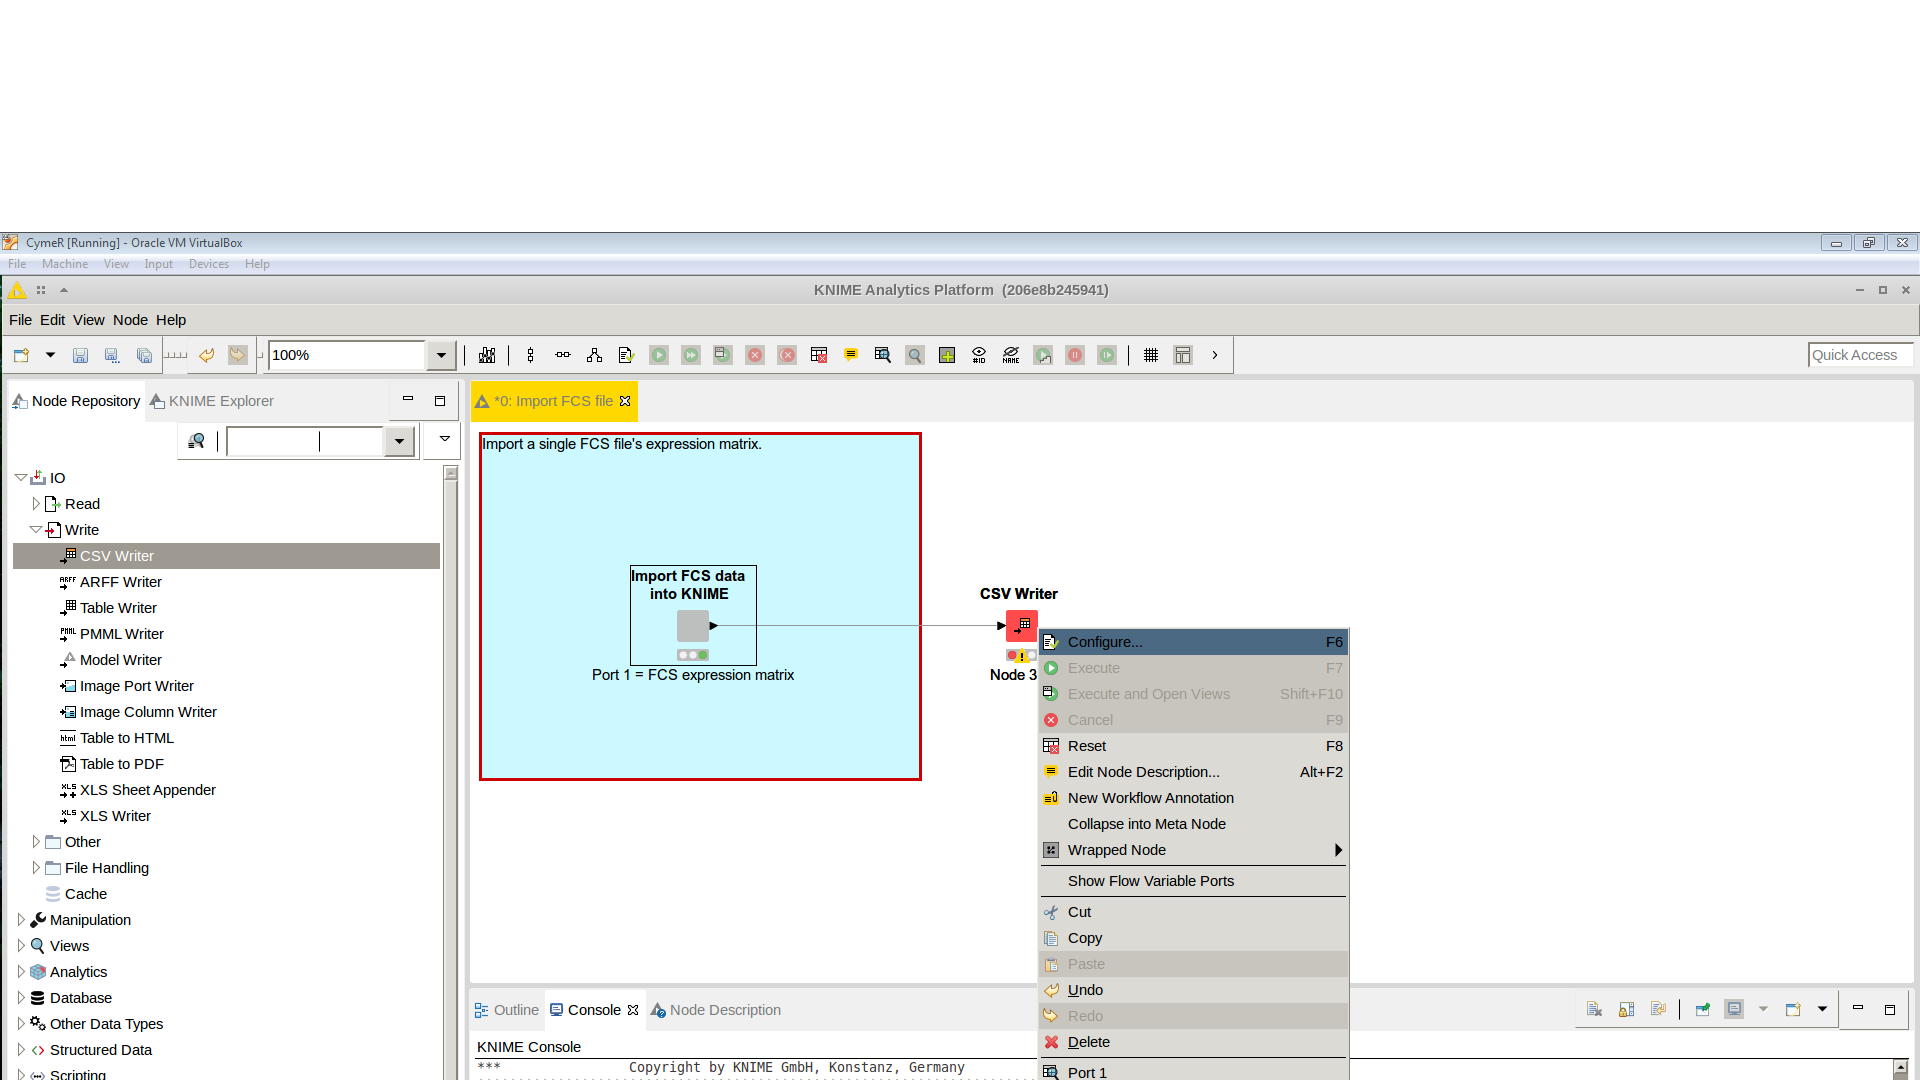 CymeR [Running] - Oracle VM VirtualBox
File Machine View Input Devices Help
KNIME Analytics Platform (206e8b245941)
File Edit View Node Help
100%
#ID
NAME
Quick Access
Node Repository
KNIME Explorer
*0: Import FCS file
IO
Read
Write
CSV Writer
ARFF Writer
Table Writer
PMML Writer
Model Writer
Image Port Writer
Image Column Writer
Table to HTML
Table to PDF
XLS Sheet Appender
XLS Writer
Other
File Handling
Cache
Manipulation
Views
Analytics
Database
Other Data Types
Structured Data
Scripting
Import a single FCS file's expression matrix.
Import FCS data
into KNIME
Port 1 = FCS expression matrix
CSV Writer
Node 3
Configure... F6
Execute F7
Execute and Open Views Shift+F10
Cancel F9
Reset F8
Edit Node Description... Alt+F2
New Workflow Annotation
Collapse into Meta Node
Wrapped Node
Show Flow Variable Ports
Cut
Copy
Paste
Undo
Redo
Delete
Port 1
Outline
Console
Node Description
KNIME Console
*** Copyright by KNIME GmbH, Konstanz, Germany